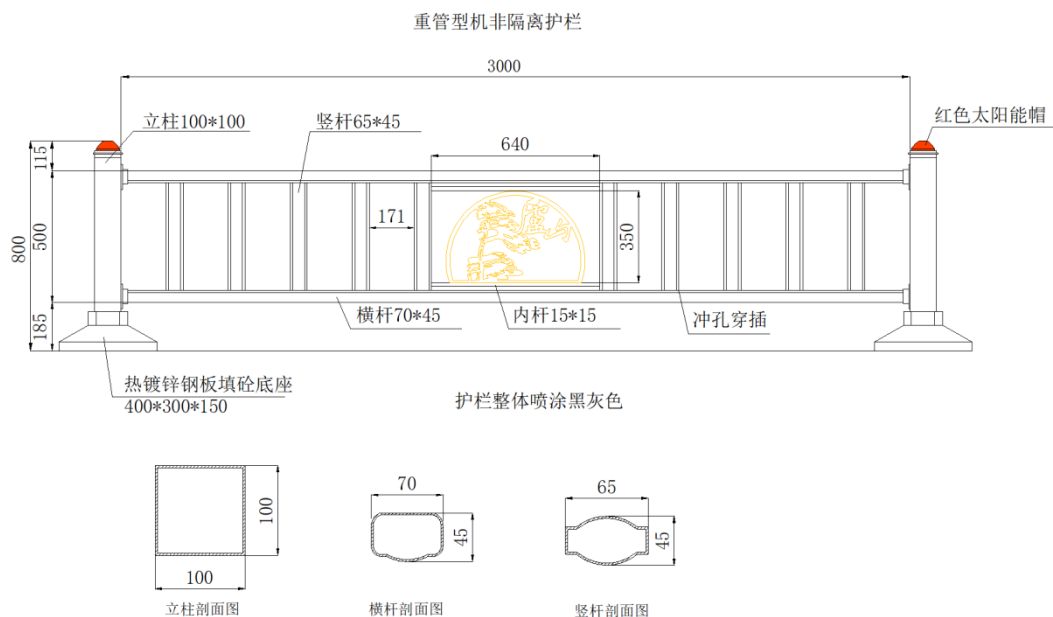 重管型机非隔离护栏
3000
立柱100*100
竖杆65*45
640
红色太阳能帽
115
500
800
185
171
350
横杆70*45
内杆15*15
冲孔穿插
热镀锌钢板填砼底座
400*300*150
护栏整体喷涂黑灰色
100
100
70
45
65
45
立柱剖面图
横杆剖面图
竖杆剖面图